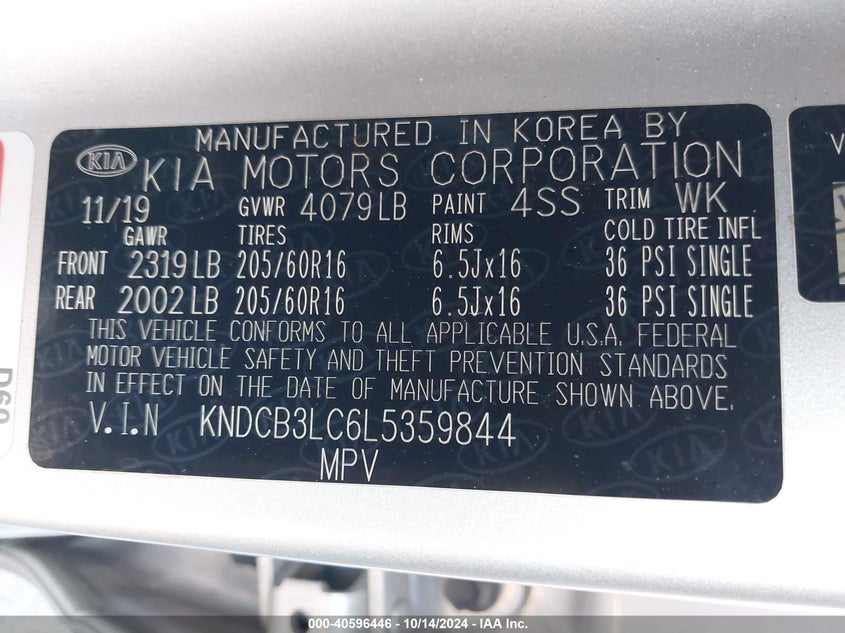 MANUFACTURED IN KOREA BY
KIA KIA MOTORS CORPORATION
11/19 GVWR 4079LB PAINT 4SS TRIM WK
GAWR TIRES RIMS COLD TIRE INFL
FRONT 2319LB 205/60R16 6.5Jx16 36 PSI SINGLE
REAR 2002LB 205/60R16 6.5Jx16 36 PSI SINGLE
THIS VEHICLE CONFORMS TO ALL APPLICABLE U.S.A. FEDERAL
MOTOR VEHICLE SAFETY AND THEFT PREVENTION STANDARDS
IN EFFECT ON THE DATE OF MANUFACTURE SHOWN ABOVE.
V.I.N KNDCB3LC6L5359844
MPV
D60
V
000-40596446 - 10/14/2024 - IAA Inc.